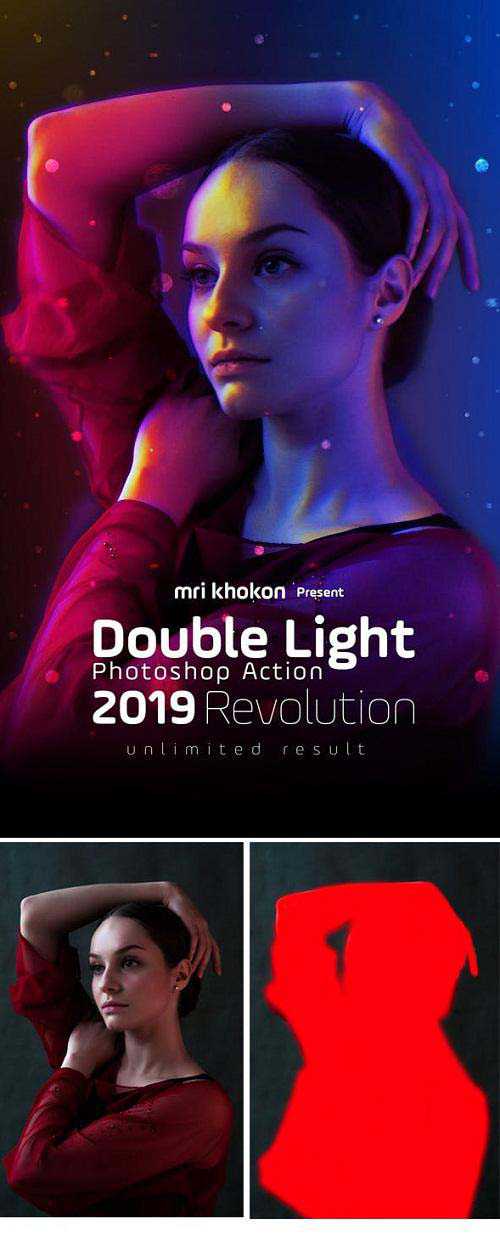 mri khokon Present
Double Light
Photoshop Action
2019 Revolution
unlimited result